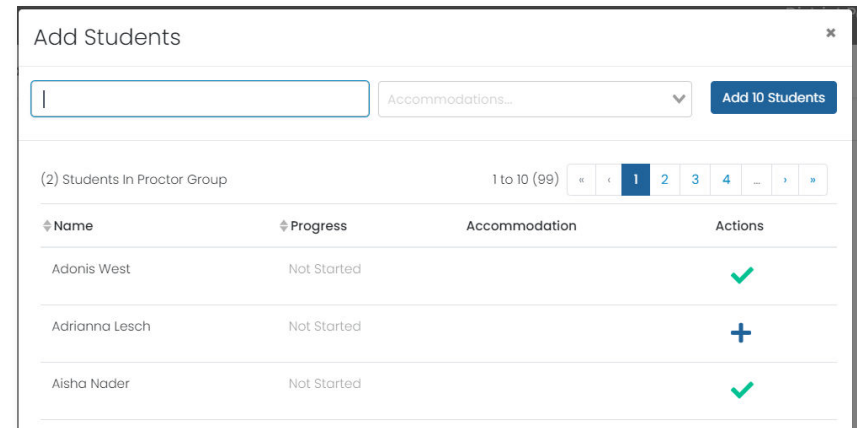 Add Students ×
Accommodations... Add 10 Students
(2) Students In Proctor Group 1 to 10 (99) « ‹ 1 2 3 4 ... › »
Name Progress Accommodation Actions
Adonis West Not Started
Adrianna Lesch Not Started
Aisha Nader Not Started